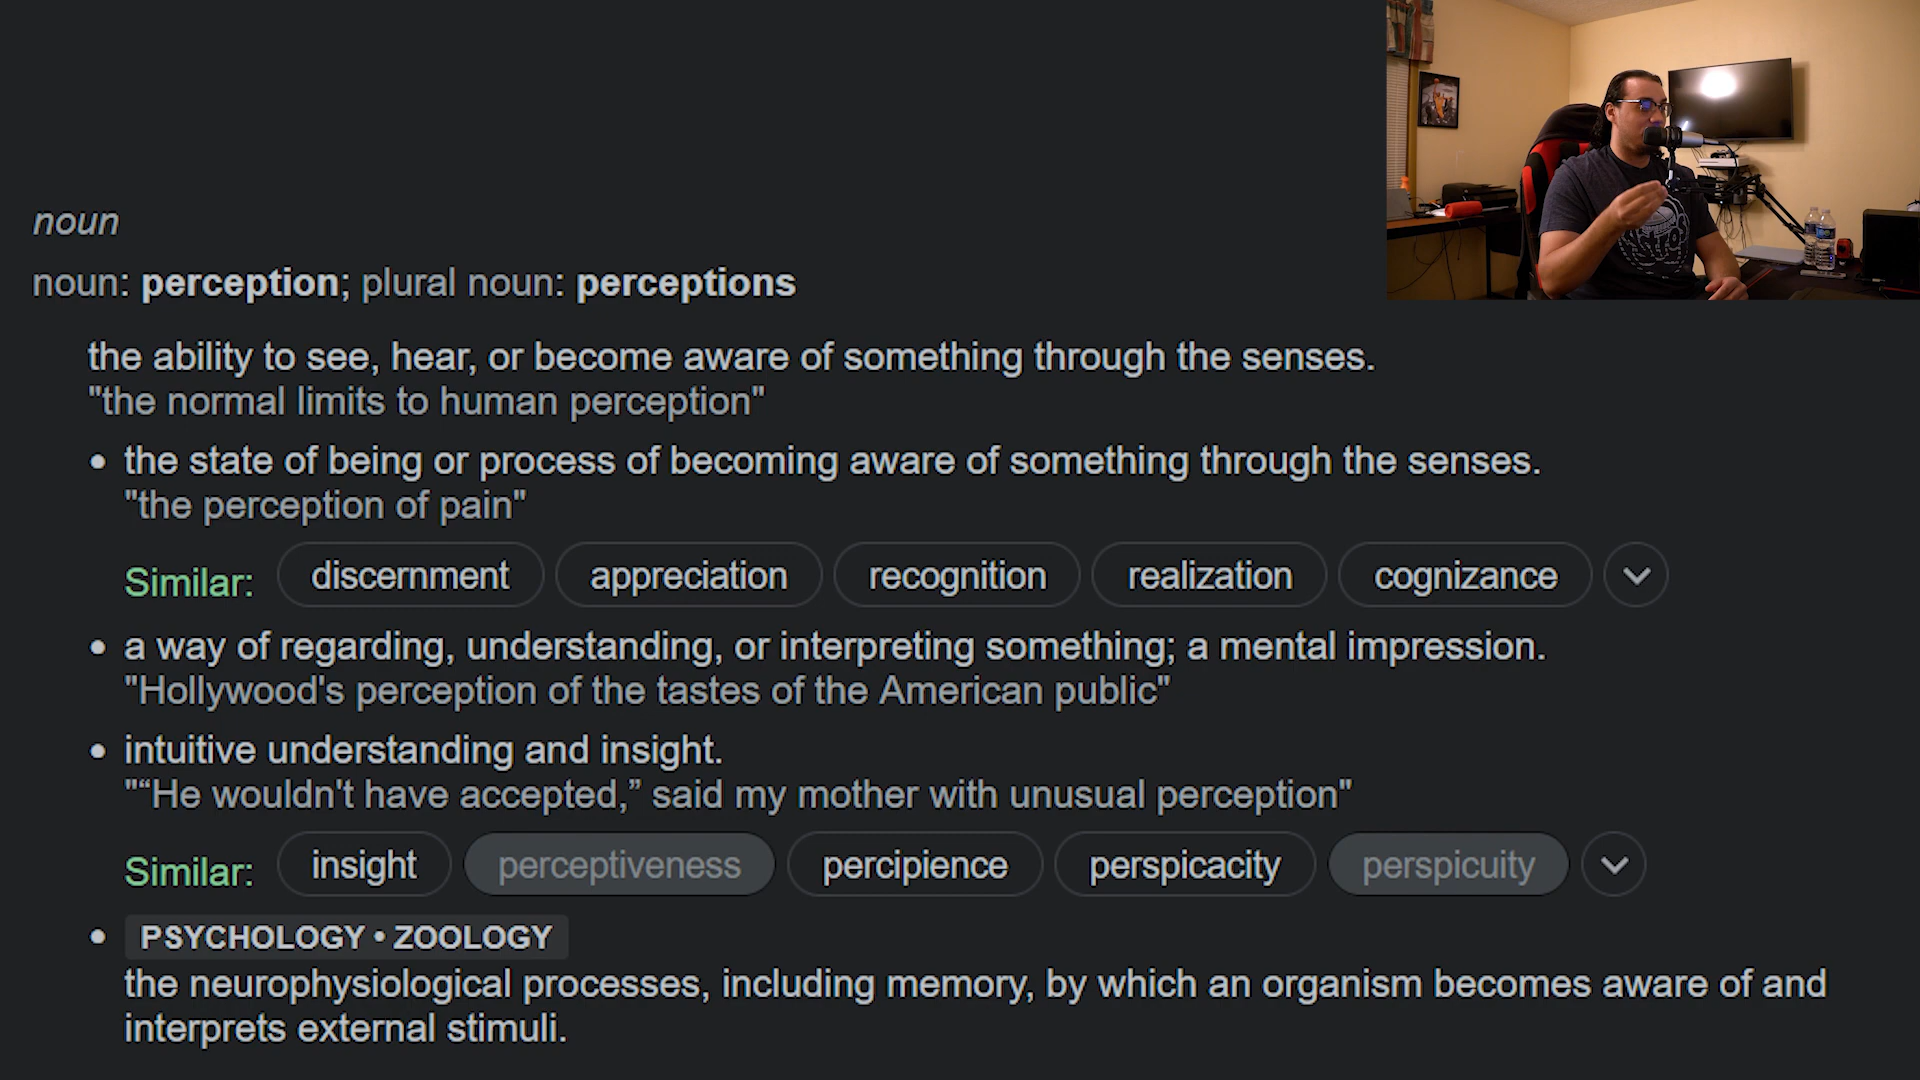 noun
noun: perception; plural noun: perceptions
the ability to see, hear, or become aware of something through the senses.
"the normal limits to human perception"
• the state of being or process of becoming aware of something through the senses.
"the perception of pain"
Similar: discernment appreciation recognition realization cognizance
• a way of regarding, understanding, or interpreting something; a mental impression.
"Hollywood's perception of the tastes of the American public"
• intuitive understanding and insight.
"“He wouldn't have accepted,” said my mother with unusual perception"
Similar: insight perceptiveness percipience perspicacity perspicuity
• PSYCHOLOGY • ZOOLOGY
the neurophysiological processes, including memory, by which an organism becomes aware of and
interprets external stimuli.